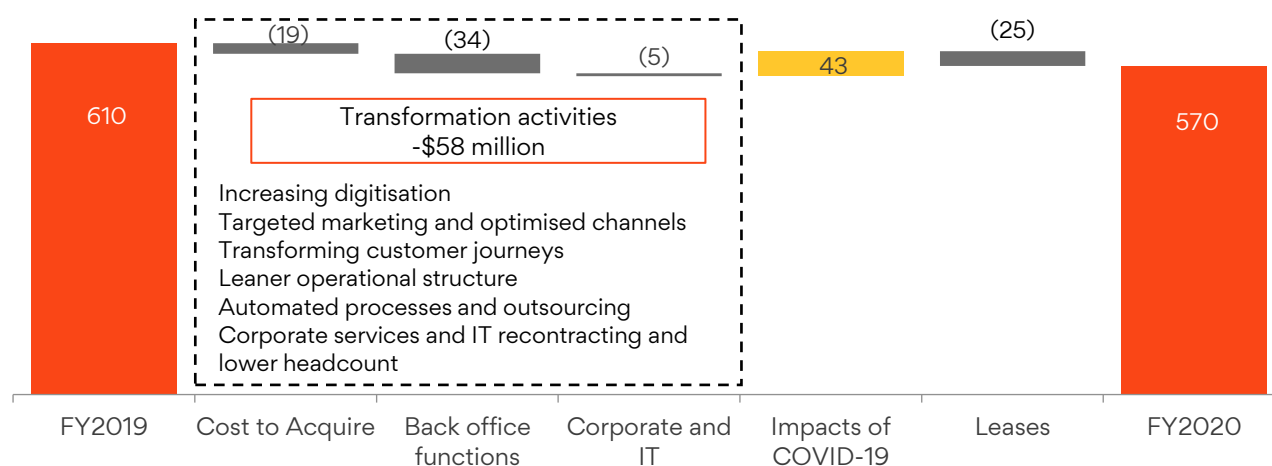 (19)
(34)
(5)
43
(25)
610
570
Transformation activities
-$58 million
Increasing digitisation
Targeted marketing and optimised channels
Transforming customer journeys
Leaner operational structure
Automated processes and outsourcing
Corporate services and IT recontracting and
lower headcount
FY2019
Cost to Acquire
Back office
functions
Corporate and
IT
Impacts of
COVID-19
Leases
FY2020